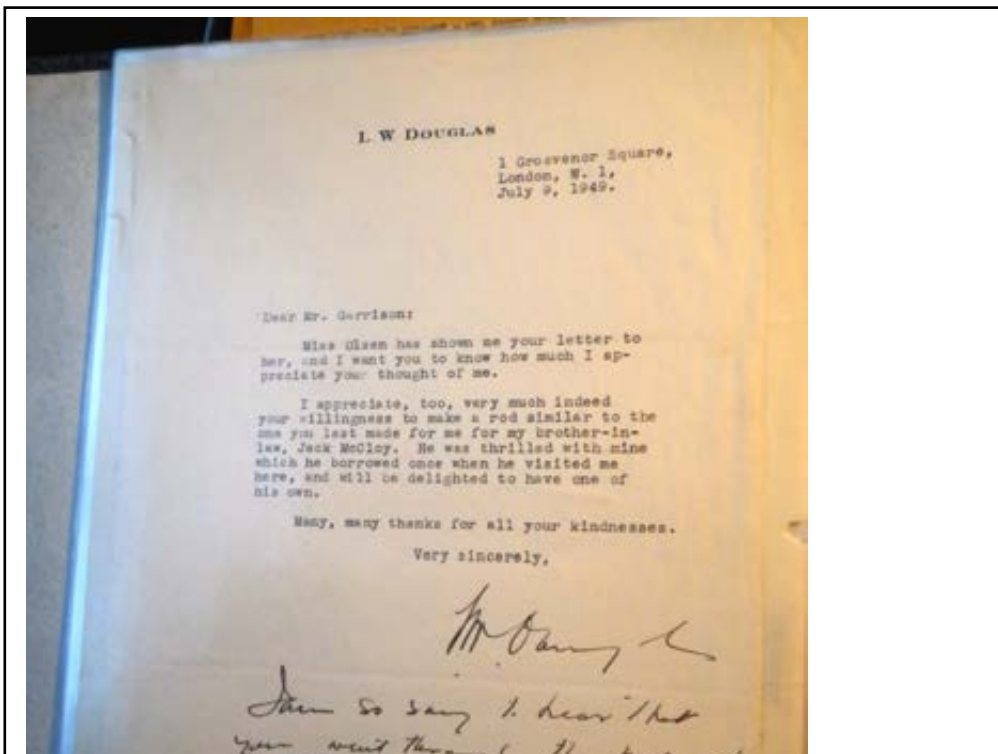 L W DOUGLAS
1 Grosvenor Square,
London, W. 1,
July 9, 1949.
Dear Mr. Garrison:
Miss Olsen has shown me your letter to
her, and I want you to know how much I ap-
preciate your thought of me.
I appreciate, too, very much indeed
your willingness to make a rod similar to the
one you last made for me for my brother-in-
law, Jack McCloy. He was thrilled with mine
which he borrowed once when he visited me
here, and will be delighted to have one of
his own.
Many, many thanks for all your kindnesses.
Very sincerely,
I am so sorry to hear that
you went through the